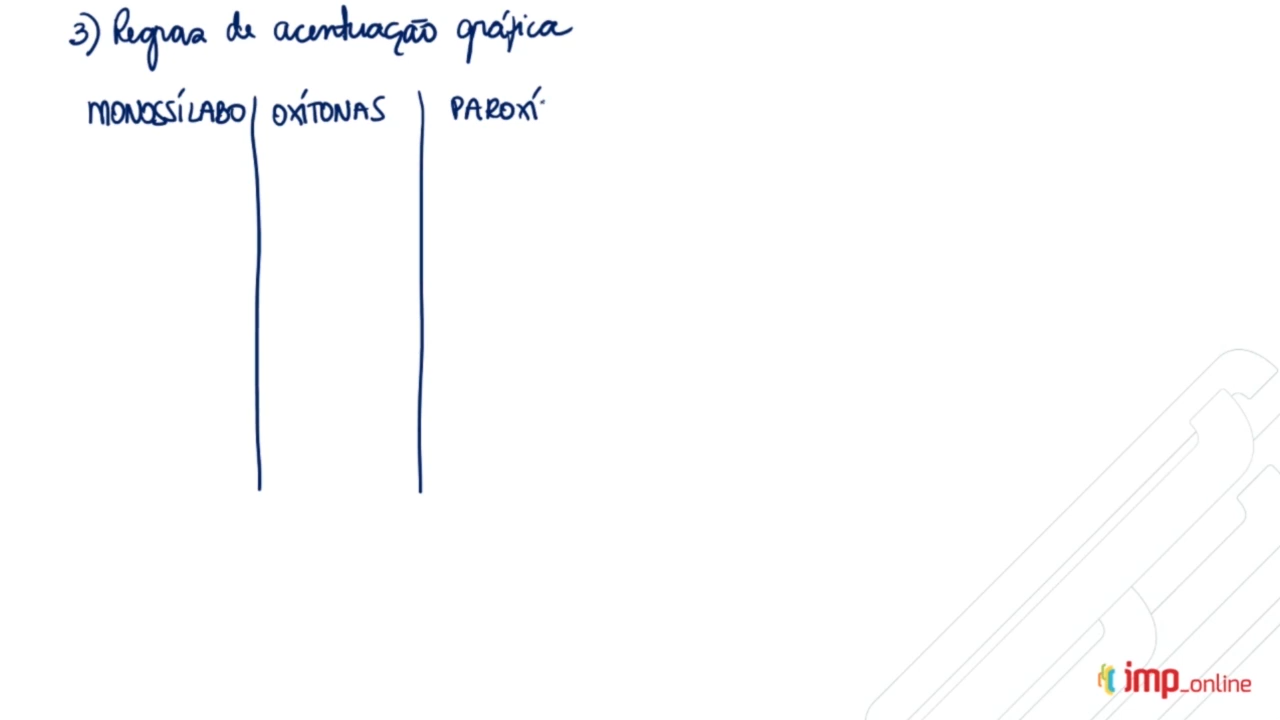 3) Regras de acentuação gráfica
MONOSSÍLABO OXÍTONAS PAROXÍ
imp_online